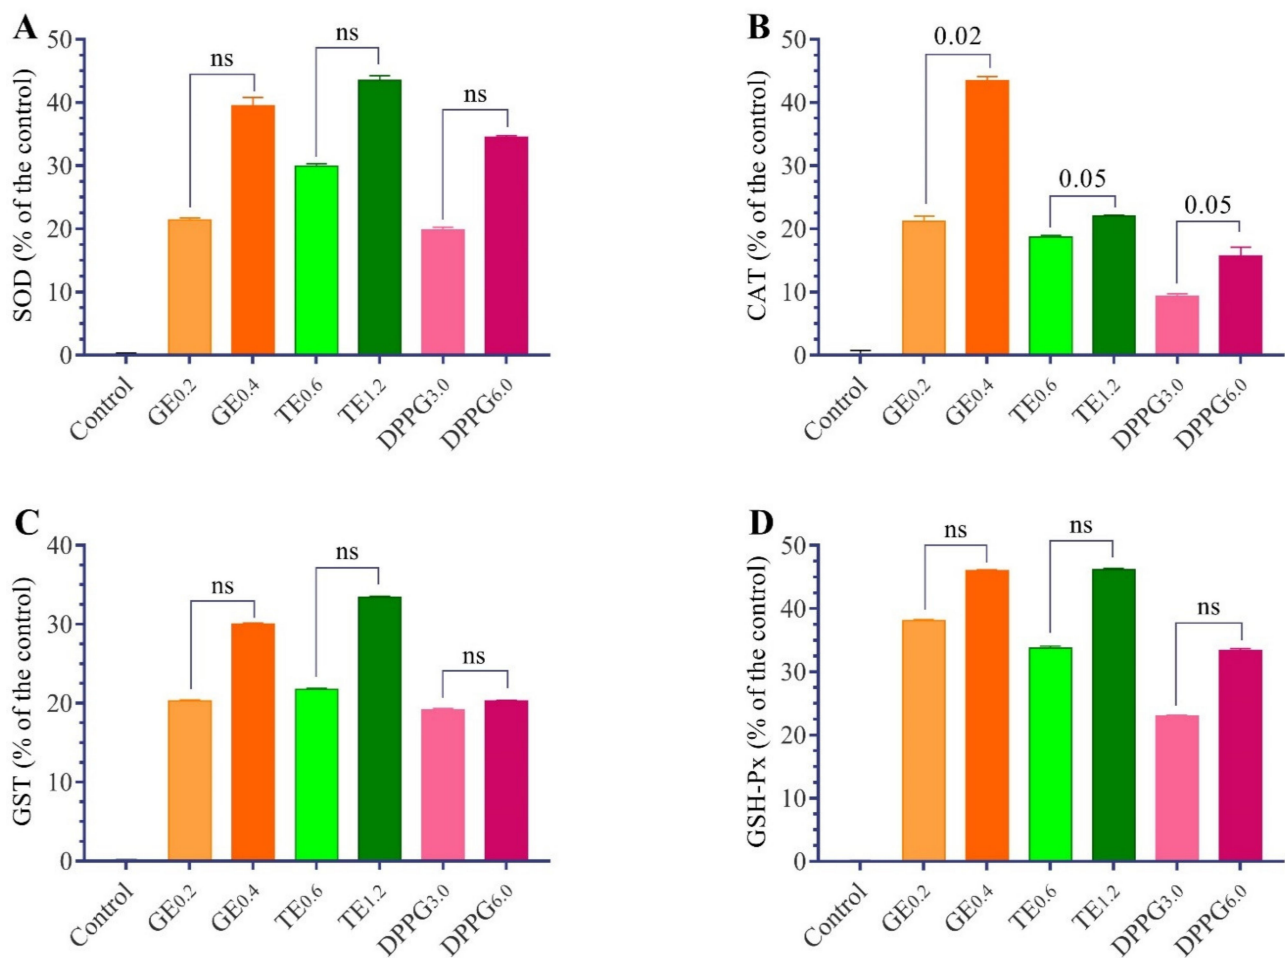 A
SOD (% of the control)
50
40
30
20
10
0
ns
ns
ns
Control
GE0.2
GE0.4
TE0.6
TE1.2
DPPG3.0
DPPG6.0
B
CAT (% of the control)
50
40
30
20
10
0
0.02
0.05
0.05
Control
GE0.2
GE0.4
TE0.6
TE1.2
DPPG3.0
DPPG6.0
C
GST (% of the control)
40
30
20
10
0
ns
ns
ns
Control
GE0.2
GE0.4
TE0.6
TE1.2
DPPG3.0
DPPG6.0
D
GSH-Px (% of the control)
50
40
30
20
10
0
ns
ns
ns
Control
GE0.2
GE0.4
TE0.6
TE1.2
DPPG3.0
DPPG6.0